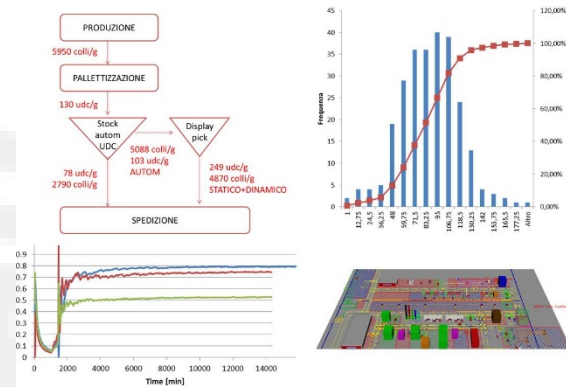 PRODUZIONE
5950 colli/g
PALLETTIZZAZIONE
130 udc/g
Stock
autom
UDC
Display
pick
5088 colli/g
103 udc/g
AUTOM
78 udc/g
2790 colli/g
249 udc/g
4870 colli/g
STATICO+DINAMICO
SPEDIZIONE
45
40
35
30
25
20
15
10
5
0
Frequenza
120,00%
100,00%
80,00%
60,00%
40,00%
20,00%
0,00%
1
12,75
24,5
36,25
48
59,75
71,5
83,25
95
106,75
118,5
130,25
142
153,75
165,5
177,25
Altro
0.9
0.8
0.7
0.6
0.5
0.4
0.3
0.2
0.1
0
0 2000 4000 6000 8000 10000 12000 14000
Time [min]